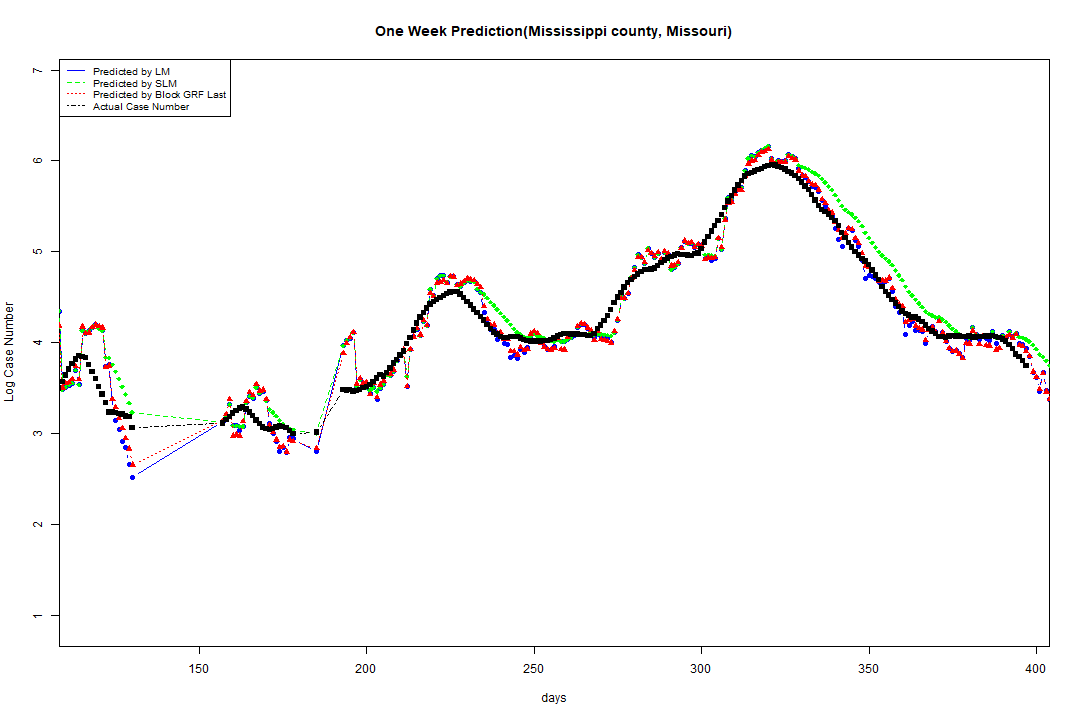 One Week Prediction(Mississippi county, Missouri)
Predicted by LM
Predicted by SLM
Predicted by Block GRF Last
Actual Case Number
7
6
5
4
3
2
1
Log Case Number
150 200 250 300 350 400
days